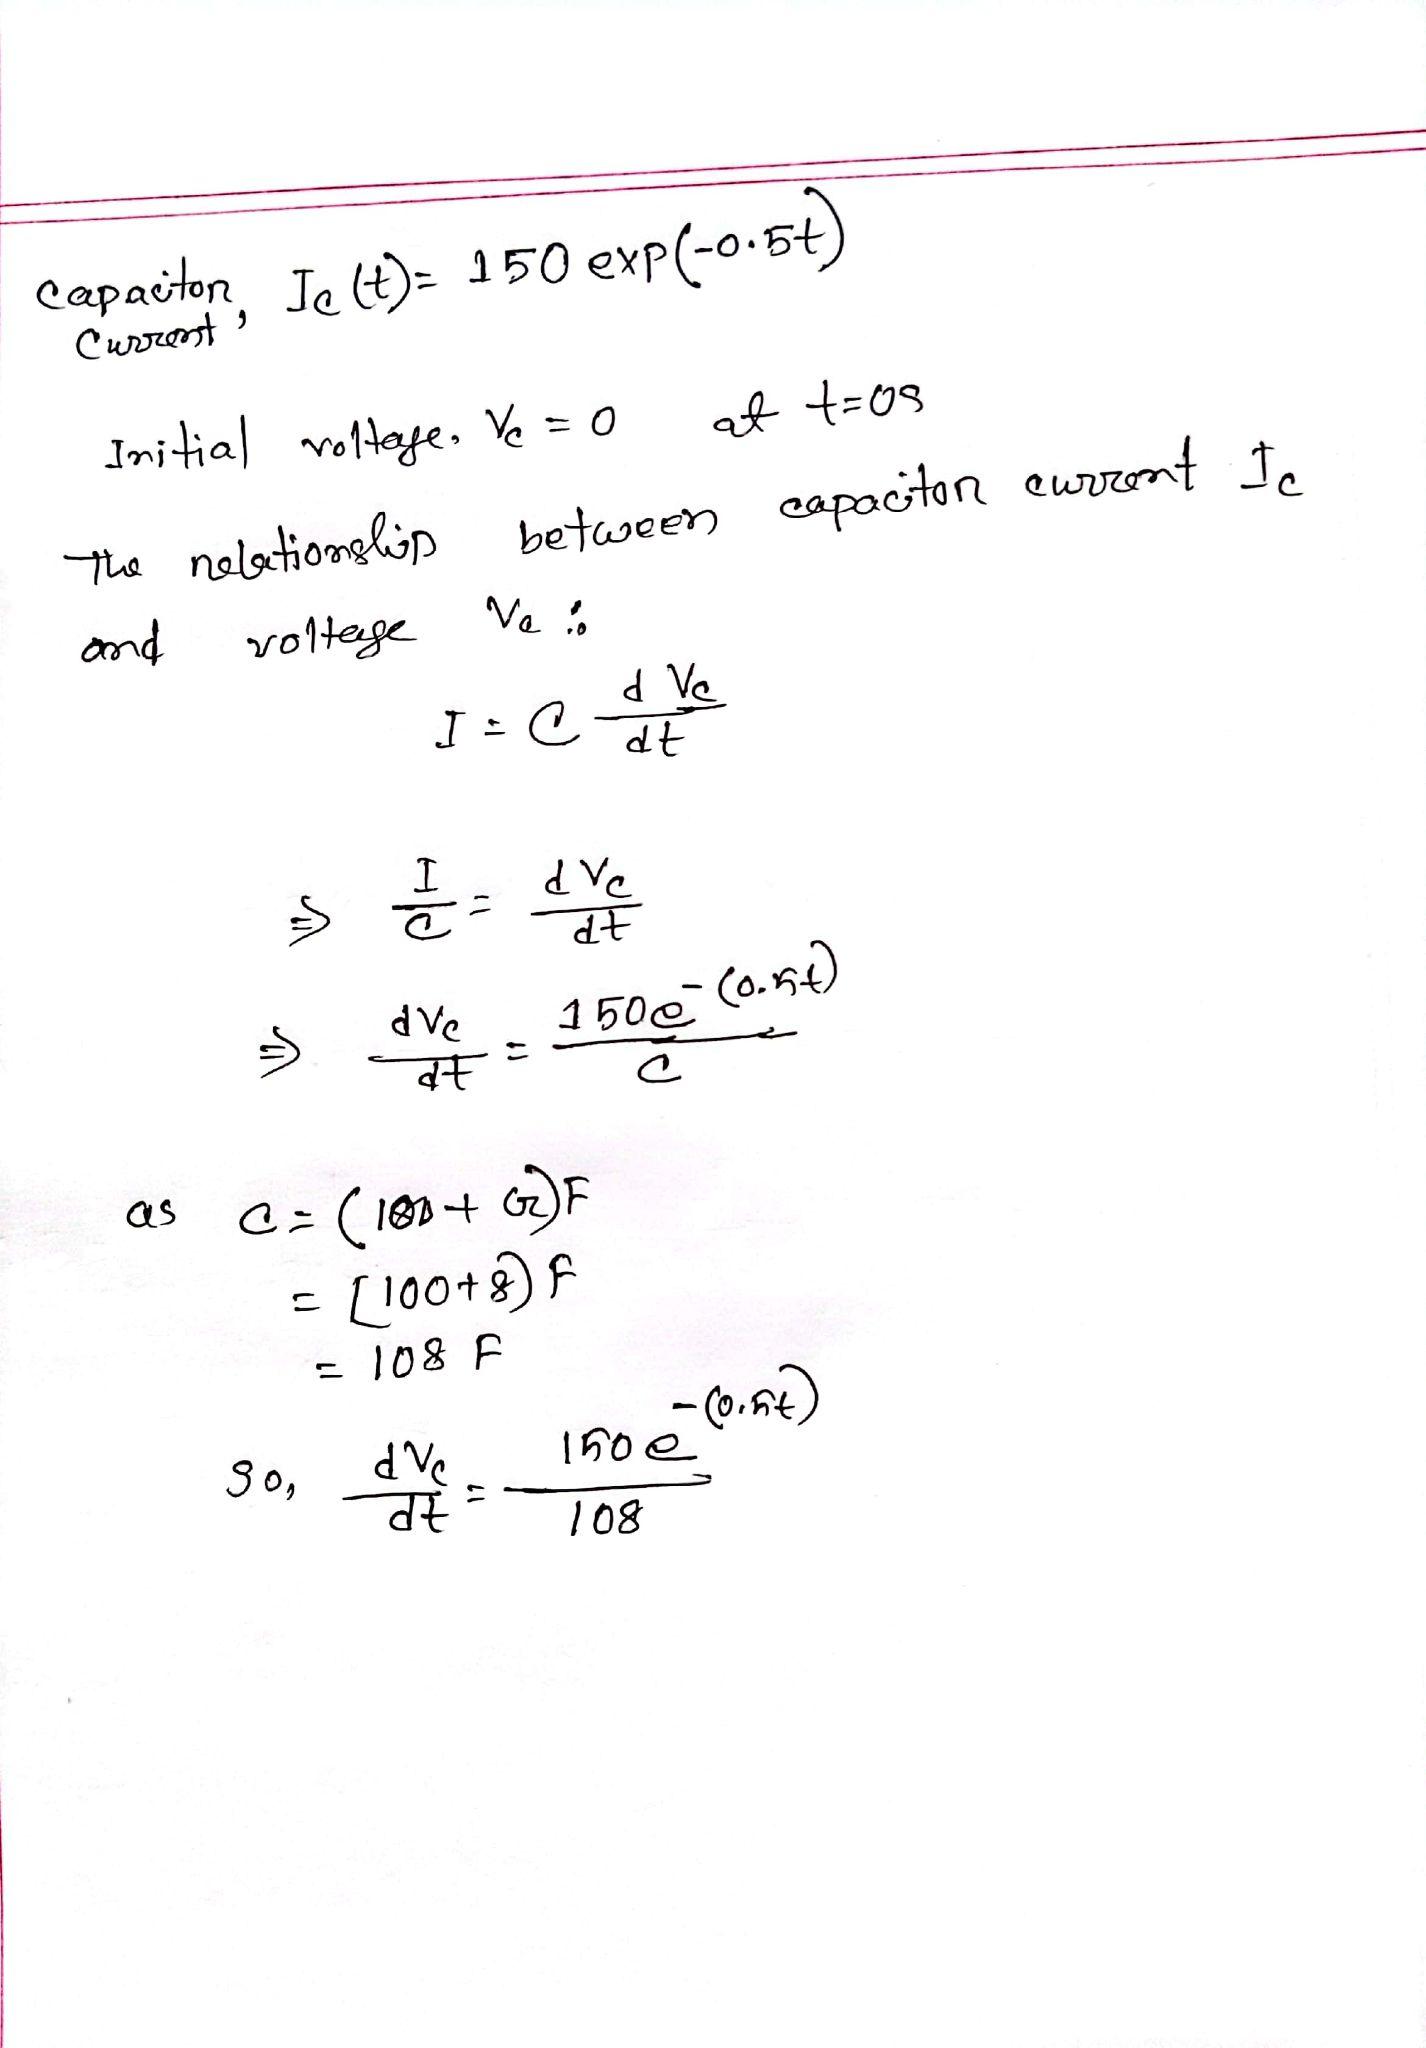 capacitor, Ic(t) = 150 exp(-0.5t)
Current
Initial voltage, Vc = 0 at t=0s
The relationship between capacitor current Ic
and voltage Vc :
I = C dVc/dt
⇒ I/C = dVc/dt
⇒ dVc/dt = 150e^-(0.5t)/C
as C = (100 + G)F
= [100+8) F
= 108 F
So, dVc/dt = 150e^-(0.5t)/108